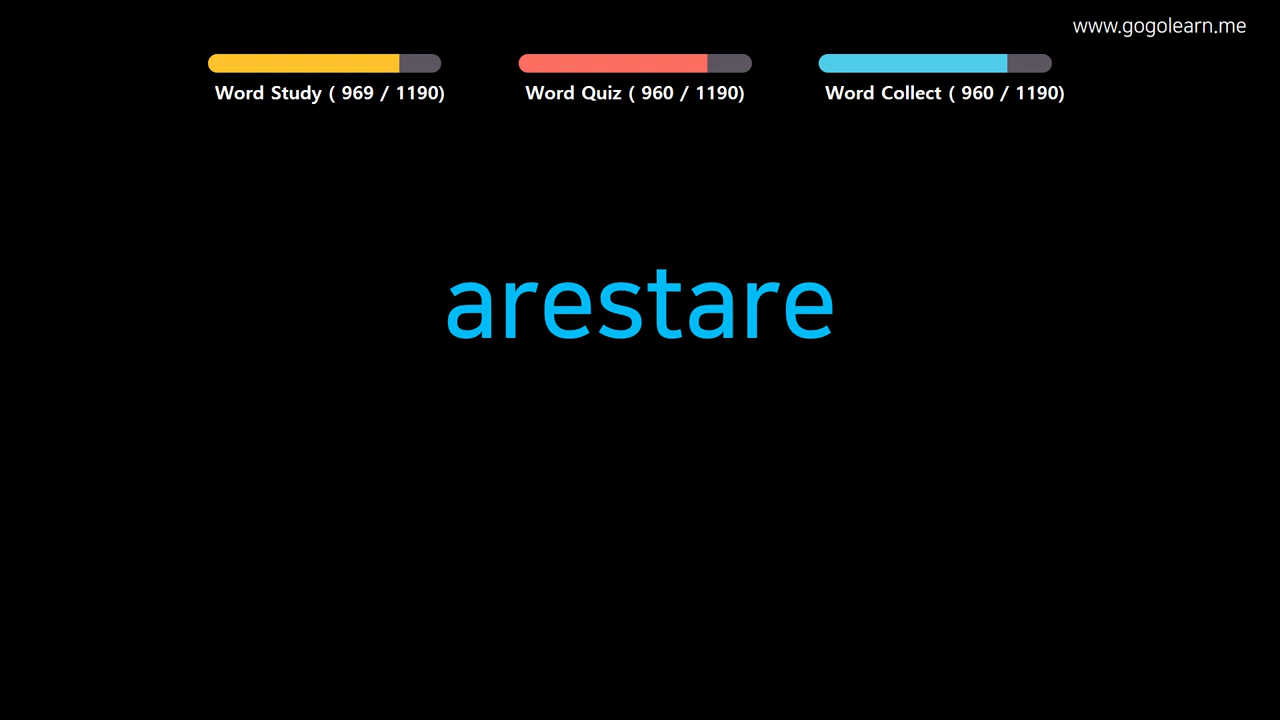 www.gogolearn.me
Word Study ( 969 / 1190)
Word Quiz ( 960 / 1190)
Word Collect ( 960 / 1190)
arestare